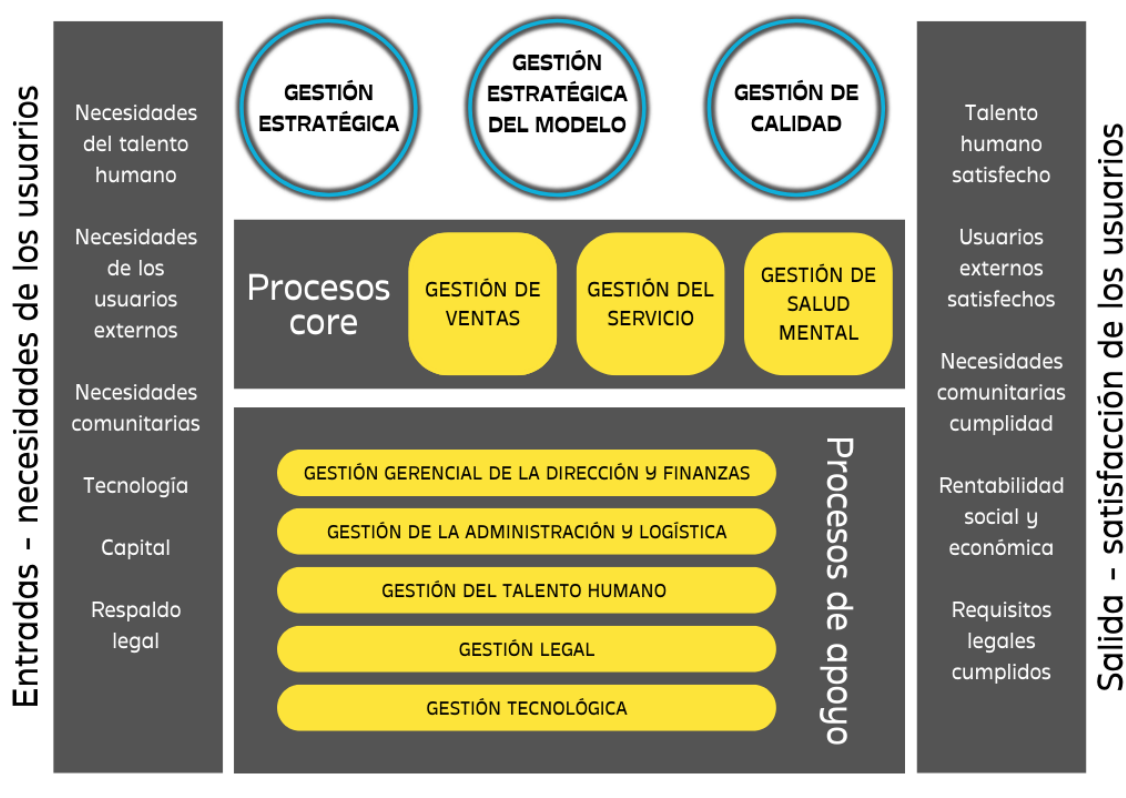 Entradas - necesidades de los usuarios
Necesidades
del talento
humano
Necesidades
de los
usuarios
externos
Necesidades
comunitarias
Tecnología
Capital
Respaldo
legal
GESTIÓN
ESTRATÉGICA
GESTIÓN
ESTRATÉGICA
DEL MODELO
GESTIÓN DE
CALIDAD
Procesos
core
GESTIÓN DE
VENTAS
GESTIÓN DEL
SERVICIO
GESTIÓN DE
SALUD
MENTAL
GESTIÓN GERENCIAL DE LA DIRECCIÓN Y FINANZAS
GESTIÓN DE LA ADMINISTRACIÓN Y LOGÍSTICA
GESTIÓN DEL TALENTO HUMANO
GESTIÓN LEGAL
GESTIÓN TECNOLÓGICA
Procesos de apoyo
Talento
humano
satisfecho
Usuarios
externos
satisfechos
Necesidades
comunitarias
cumplidad
Rentabilidad
social y
económica
Requisitos
legales
cumplidos
Salida - satisfacción de los usuarios